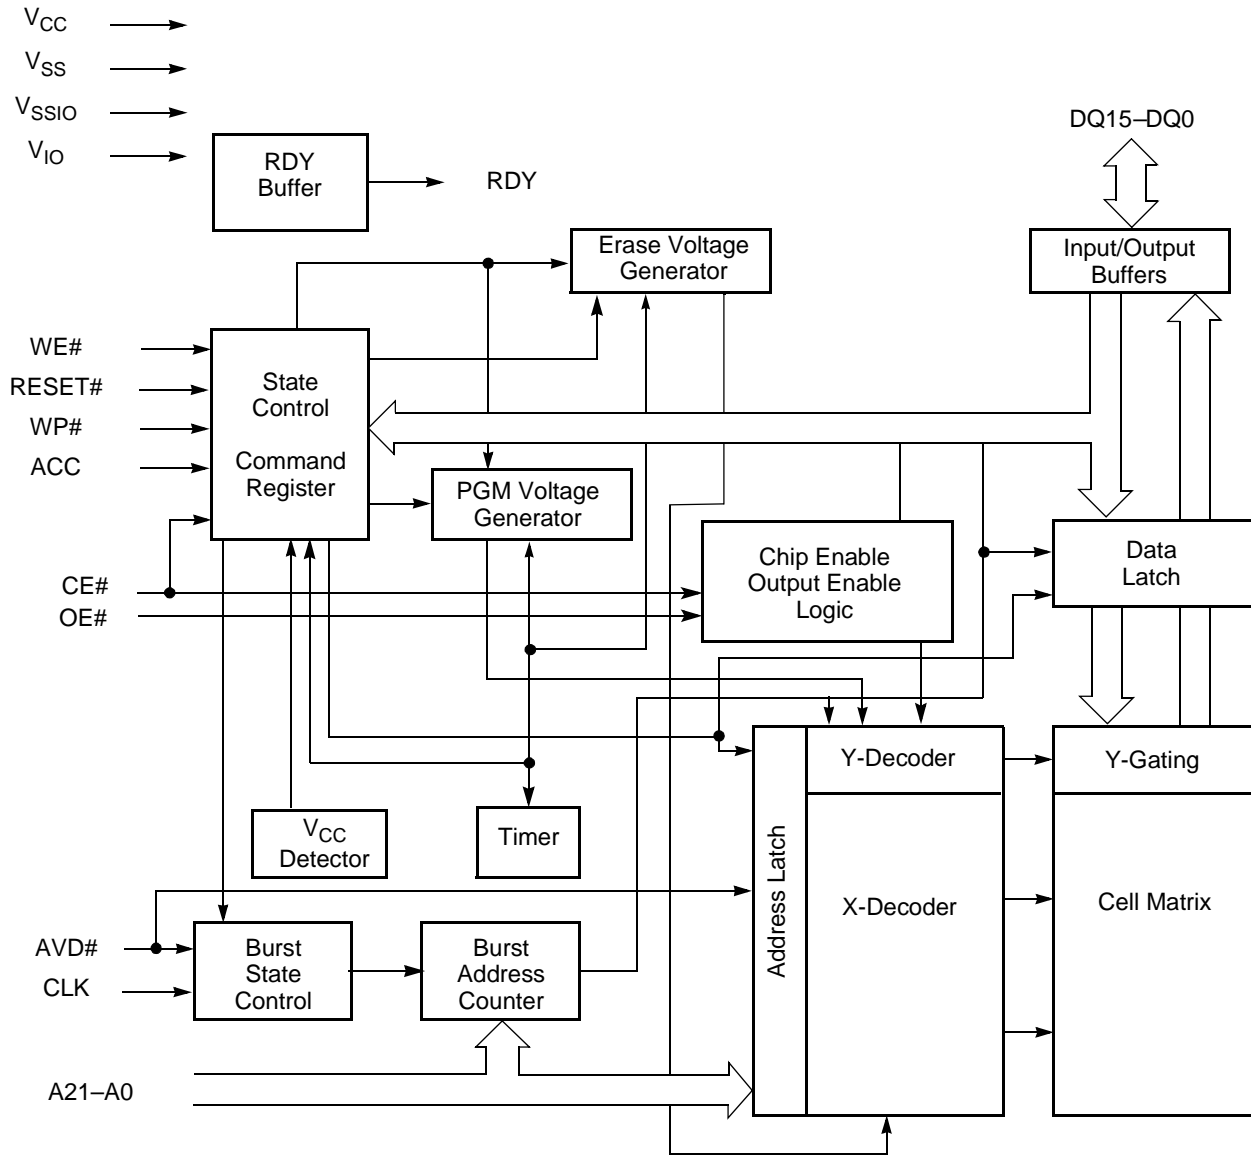 VCC
VSS
VSSIO
VIO
RDY
Buffer
RDY
DQ15–DQ0
Erase Voltage
Generator
Input/Output
Buffers
WE#
RESET#
WP#
ACC
State
Control
Command
Register
PGM Voltage
Generator
CE#
OE#
Chip Enable
Output Enable
Logic
Data
Latch
Y-Decoder
Y-Gating
VCC
Detector
Timer
Address Latch
X-Decoder
Cell Matrix
AVD#
CLK
Burst
State
Control
Burst
Address
Counter
A21–A0